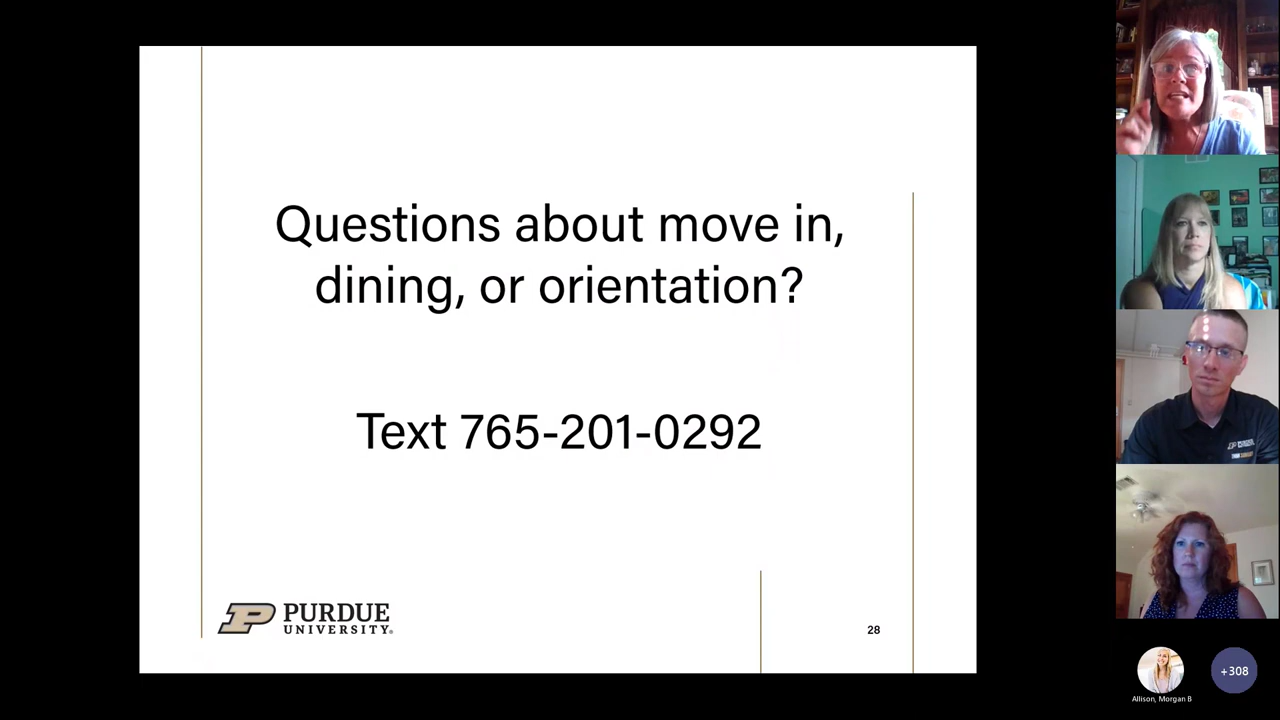 Questions about move in,
dining, or orientation?
Text 765-201-0292
PURDUE
UNIVERSITY®
28
Allison, Morgan B
+308